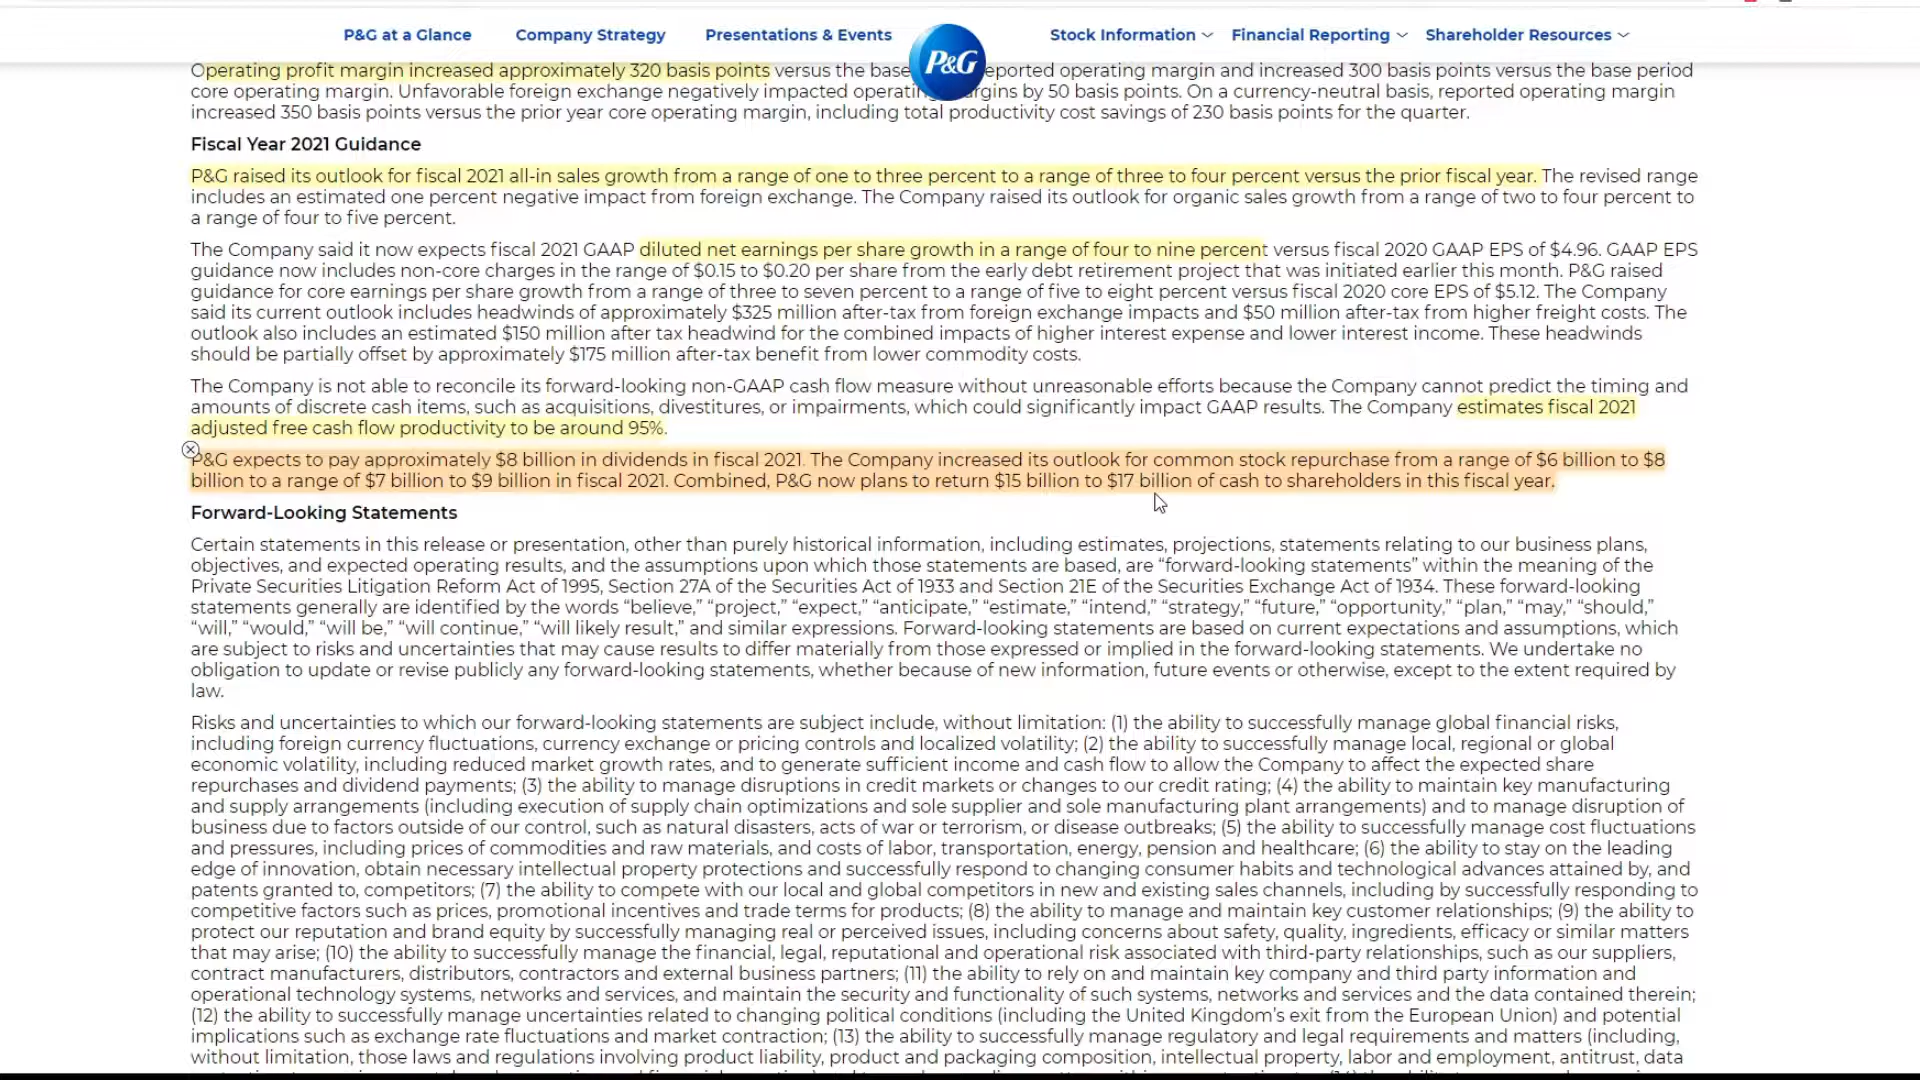 P&G at a Glance Company Strategy Presentations & Events P&G Stock Information Financial Reporting Shareholder Resources
Operating profit margin increased approximately 320 basis points versus the base eported operating margin and increased 300 basis points versus the base period
core operating margin. Unfavorable foreign exchange negatively impacted operatin rgins by 50 basis points. On a currency-neutral basis, reported operating margin
increased 350 basis points versus the prior year core operating margin, including total productivity cost savings of 230 basis points for the quarter.
Fiscal Year 2021 Guidance
P&G raised its outlook for fiscal 2021 all-in sales growth from a range of one to three percent to a range of three to four percent versus the prior fiscal year. The revised range
includes an estimated one percent negative impact from foreign exchange. The Company raised its outlook for organic sales growth from a range of two to four percent to
a range of four to five percent.
The Company said it now expects fiscal 2021 GAAP diluted net earnings per share growth in a range of four to nine percent versus fiscal 2020 GAAP EPS of $4.96. GAAP EPS
guidance now includes non-core charges in the range of $0.15 to $0.20 per share from the early debt retirement project that was initiated earlier this month. P&G raised
guidance for core earnings per share growth from a range of three to seven percent to a range of five to eight percent versus fiscal 2020 core EPS of $5.12. The Company
said its current outlook includes headwinds of approximately $325 million after-tax from foreign exchange impacts and $50 million after-tax from higher freight costs. The
outlook also includes an estimated $150 million after tax headwind for the combined impacts of higher interest expense and lower interest income. These headwinds
should be partially offset by approximately $175 million after-tax benefit from lower commodity costs.
The Company is not able to reconcile its forward-looking non-GAAP cash flow measure without unreasonable efforts because the Company cannot predict the timing and
amounts of discrete cash items, such as acquisitions, divestitures, or impairments, which could significantly impact GAAP results. The Company estimates fiscal 2021
adjusted free cash flow productivity to be around 95%.
P&G expects to pay approximately $8 billion in dividends in fiscal 2021. The Company increased its outlook for common stock repurchase from a range of $6 billion to $8
billion to a range of $7 billion to $9 billion in fiscal 2021. Combined, P&G now plans to return $15 billion to $17 billion of cash to shareholders in this fiscal year.
Forward-Looking Statements
Certain statements in this release or presentation, other than purely historical information, including estimates, projections, statements relating to our business plans,
objectives, and expected operating results, and the assumptions upon which those statements are based, are “forward-looking statements” within the meaning of the
Private Securities Litigation Reform Act of 1995, Section 27A of the Securities Act of 1933 and Section 21E of the Securities Exchange Act of 1934. These forward-looking
statements generally are identified by the words “believe,” “project,” “expect,” “anticipate,” “estimate,” “intend,” “strategy,” “future,” “opportunity,” “plan,” “may,” “should,”
“will,” “would,” “will be,” “will continue,” “will likely result,” and similar expressions. Forward-looking statements are based on current expectations and assumptions, which
are subject to risks and uncertainties that may cause results to differ materially from those expressed or implied in the forward-looking statements. We undertake no
obligation to update or revise publicly any forward-looking statements, whether because of new information, future events or otherwise, except to the extent required by
law.
Risks and uncertainties to which our forward-looking statements are subject include, without limitation: (1) the ability to successfully manage global financial risks,
including foreign currency fluctuations, currency exchange or pricing controls and localized volatility; (2) the ability to successfully manage local, regional or global
economic volatility, including reduced market growth rates, and to generate sufficient income and cash flow to allow the Company to affect the expected share
repurchases and dividend payments; (3) the ability to manage disruptions in credit markets or changes to our credit rating; (4) the ability to maintain key manufacturing
and supply arrangements (including execution of supply chain optimizations and sole supplier and sole manufacturing plant arrangements) and to manage disruption of
business due to factors outside of our control, such as natural disasters, acts of war or terrorism, or disease outbreaks; (5) the ability to successfully manage cost fluctuations
and pressures, including prices of commodities and raw materials, and costs of labor, transportation, energy, pension and healthcare; (6) the ability to stay on the leading
edge of innovation, obtain necessary intellectual property protections and successfully respond to changing consumer habits and technological advances attained by, and
patents granted to, competitors; (7) the ability to compete with our local and global competitors in new and existing sales channels, including by successfully responding to
competitive factors such as prices, promotional incentives and trade terms for products; (8) the ability to manage and maintain key customer relationships; (9) the ability to
protect our reputation and brand equity by successfully managing real or perceived issues, including concerns about safety, quality, ingredients, efficacy or similar matters
that may arise; (10) the ability to successfully manage the financial, legal, reputational and operational risk associated with third-party relationships, such as our suppliers,
contract manufacturers, distributors, contractors and external business partners; (11) the ability to rely on and maintain key company and third party information and
operational technology systems, networks and services, and maintain the security and functionality of such systems, networks and services and the data contained therein;
(12) the ability to successfully manage uncertainties related to changing political conditions (including the United Kingdom’s exit from the European Union) and potential
implications such as exchange rate fluctuations and market contraction; (13) the ability to successfully manage regulatory and legal requirements and matters (including,
without limitation, those laws and regulations involving product liability, product and packaging composition, intellectual property, labor and employment, antitrust, data